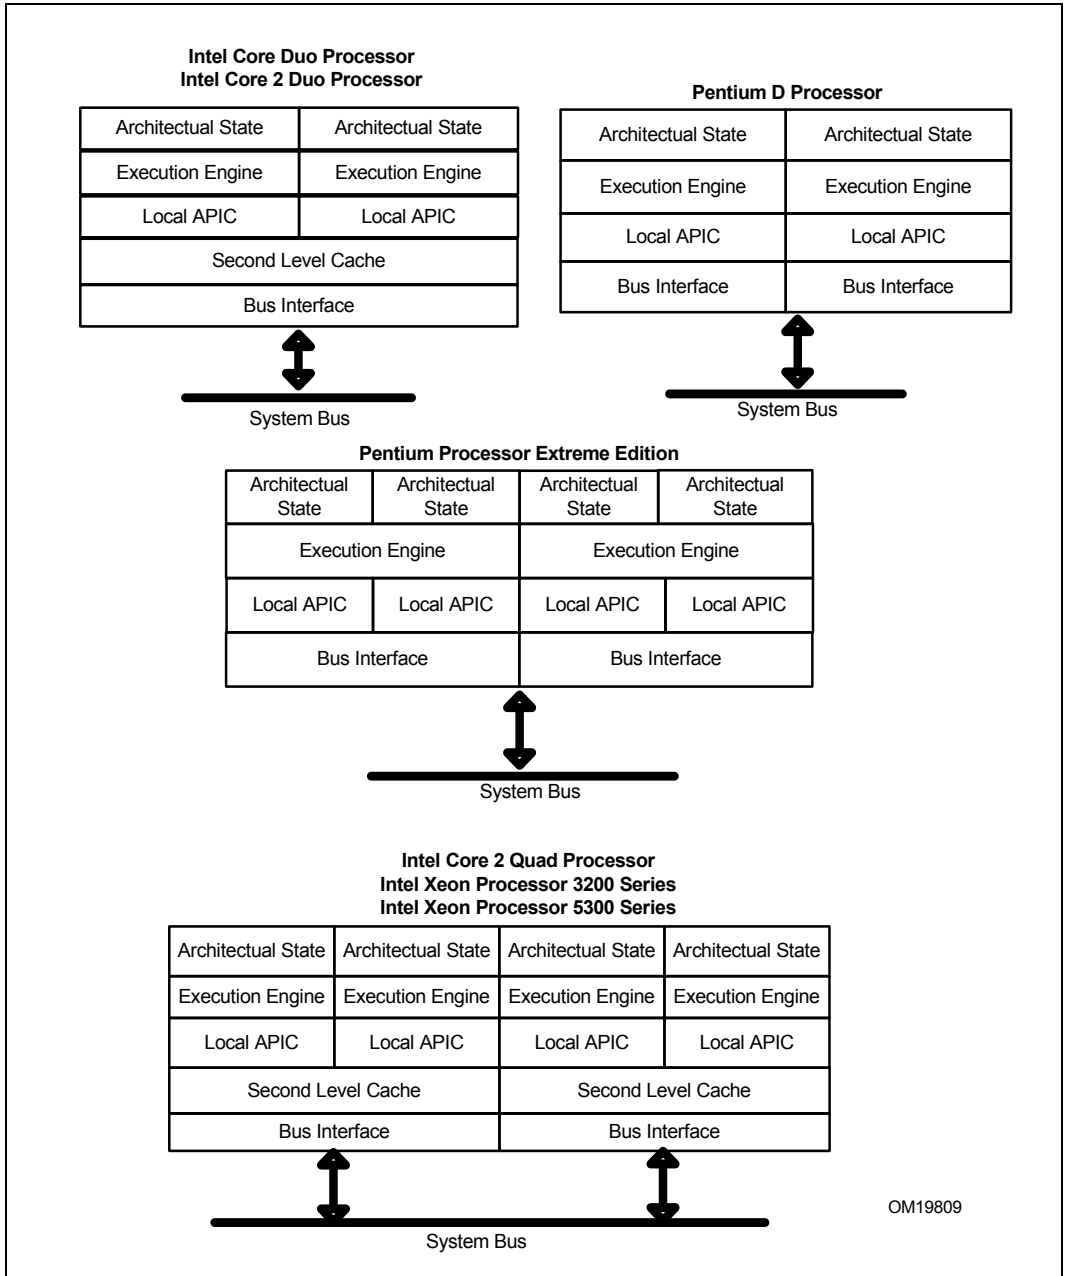 Intel Core Duo Processor
Intel Core 2 Duo Processor
Architectual State Architectual State
Execution Engine Execution Engine
Local APIC Local APIC
Second Level Cache
Bus Interface
System Bus
Pentium D Processor
Architectual State Architectual State
Execution Engine Execution Engine
Local APIC Local APIC
Bus Interface Bus Interface
System Bus
Pentium Processor Extreme Edition
Architectual State Architectual State Architectual State Architectual State
Execution Engine Execution Engine
Local APIC Local APIC Local APIC Local APIC
Bus Interface Bus Interface
System Bus
Intel Core 2 Quad Processor
Intel Xeon Processor 3200 Series
Intel Xeon Processor 5300 Series
Architectual State Architectual State Architectual State Architectual State
Execution Engine Execution Engine Execution Engine Execution Engine
Local APIC Local APIC Local APIC Local APIC
Second Level Cache Second Level Cache
Bus Interface Bus Interface
System Bus
OM19809